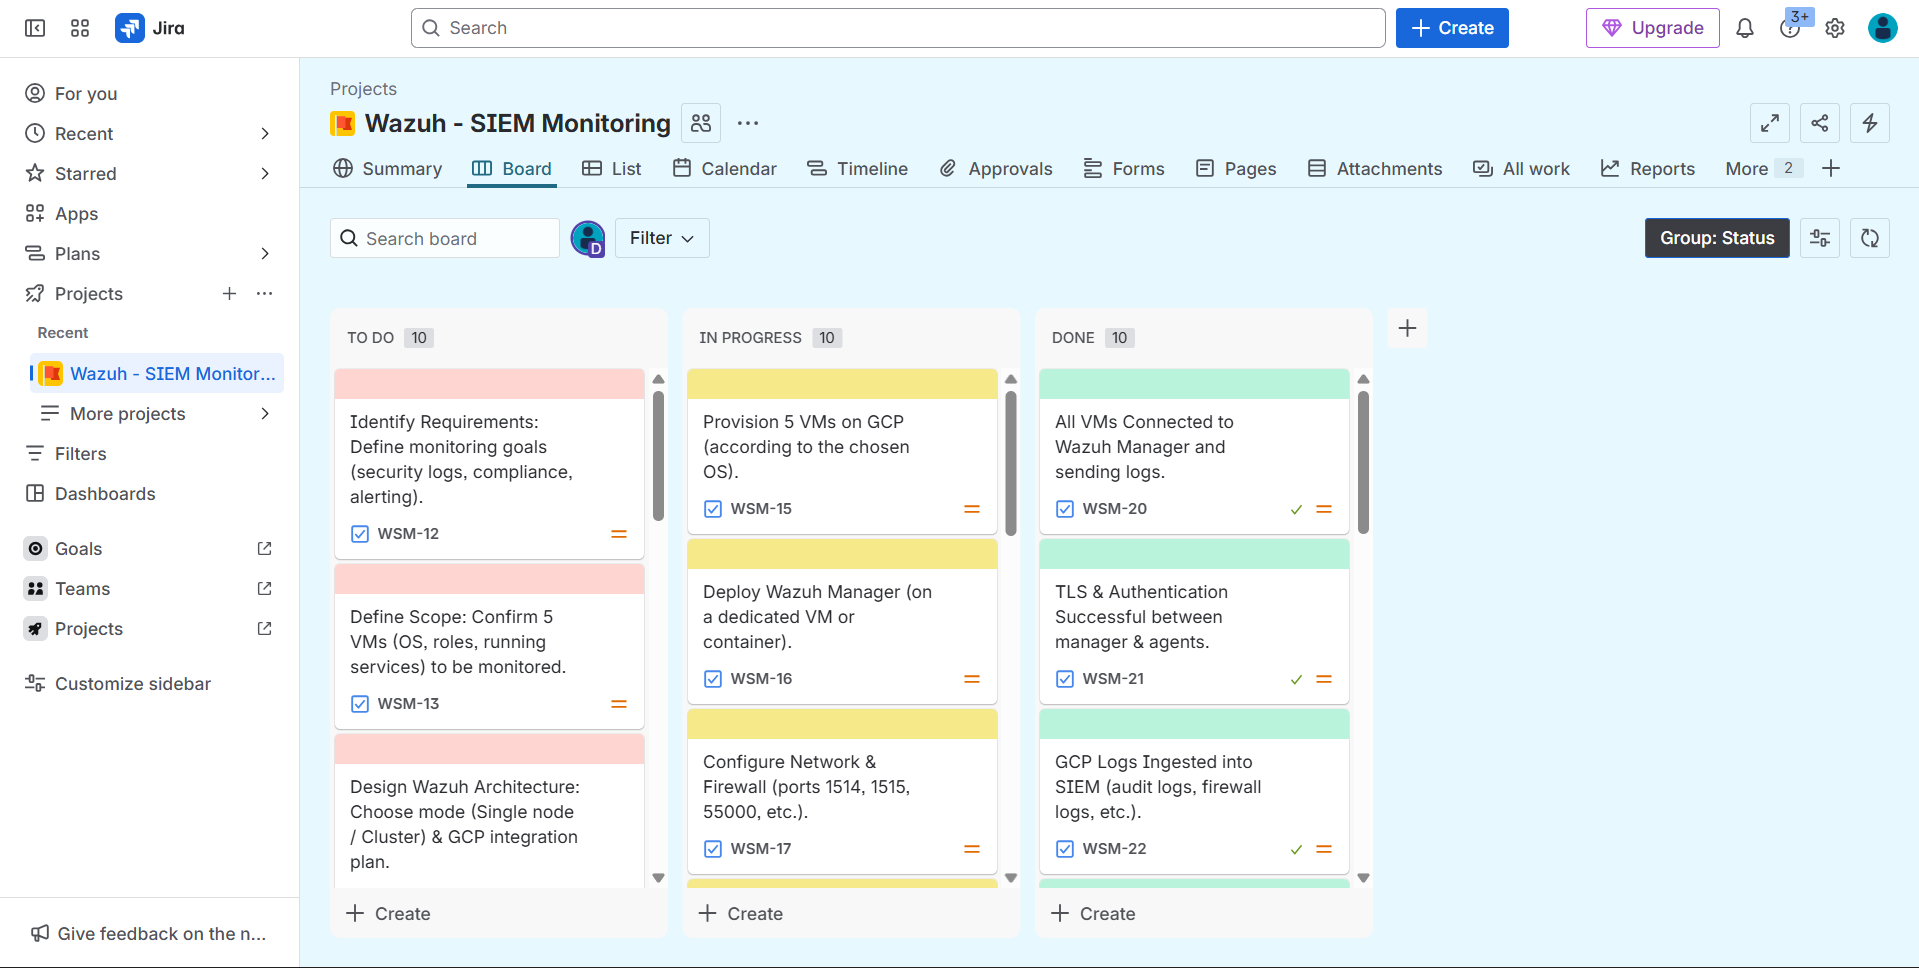 Jira
Search
Create
Upgrade
3+
For you
Recent
Starred
Apps
Plans
Projects
Recent
Wazuh - SIEM Monitor...
More projects
Filters
Dashboards
Goals
Teams
Projects
Customize sidebar
Give feedback on the n...
Projects
Wazuh - SIEM Monitoring
Summary
Board
List
Calendar
Timeline
Approvals
Forms
Pages
Attachments
All work
Reports
More 2
Search board
D
Filter
Group: Status
TO DO 10
Identify Requirements:
Define monitoring goals
(security logs, compliance,
alerting).
WSM-12
Define Scope: Confirm 5
VMs (OS, roles, running
services) to be monitored.
WSM-13
Design Wazuh Architecture:
Choose mode (Single node
/ Cluster) & GCP integration
plan.
Create
IN PROGRESS 10
Provision 5 VMs on GCP
(according to the chosen
OS).
WSM-15
Deploy Wazuh Manager (on
a dedicated VM or
container).
WSM-16
Configure Network &
Firewall (ports 1514, 1515,
55000, etc.).
WSM-17
Create
DONE 10
All VMs Connected to
Wazuh Manager and
sending logs.
WSM-20
TLS & Authentication
Successful between
manager & agents.
WSM-21
GCP Logs Ingested into
SIEM (audit logs, firewall
logs, etc.).
WSM-22
Create